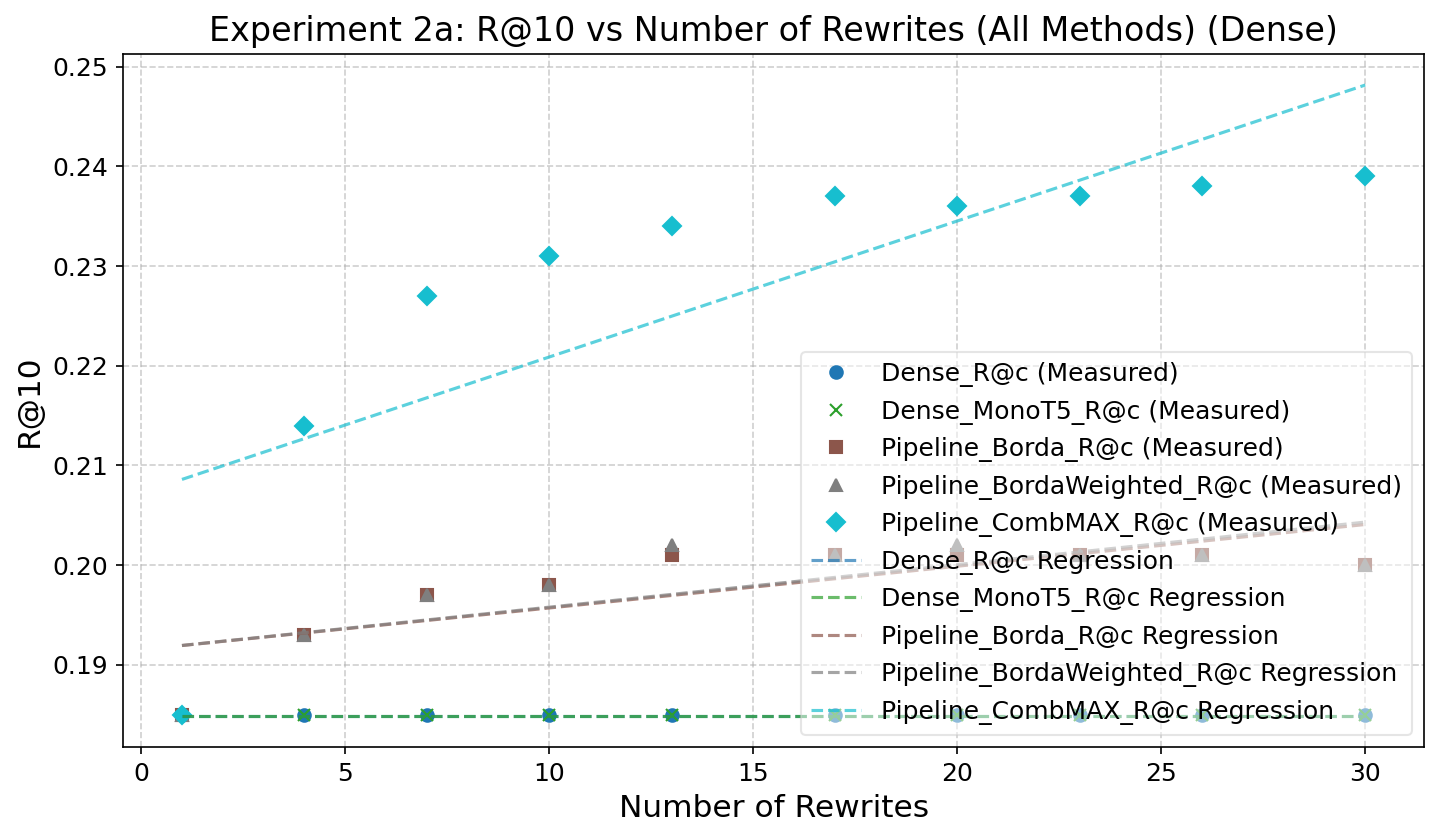 Experiment 2a: R@10 vs Number of Rewrites (All Methods) (Dense)
R@10
0.25
0.24
0.23
0.22
0.21
0.20
0.19
Dense_R@c (Measured)
Dense_MonoT5_R@c (Measured)
Pipeline_Borda_R@c (Measured)
Pipeline_BordaWeighted_R@c (Measured)
Pipeline_CombMAX_R@c (Measured)
Dense_R@c Regression
Dense_MonoT5_R@c Regression
Pipeline_Borda_R@c Regression
Pipeline_BordaWeighted_R@c Regression
Pipeline_CombMAX_R@c Regression
0 5 10 15 20 25 30
Number of Rewrites